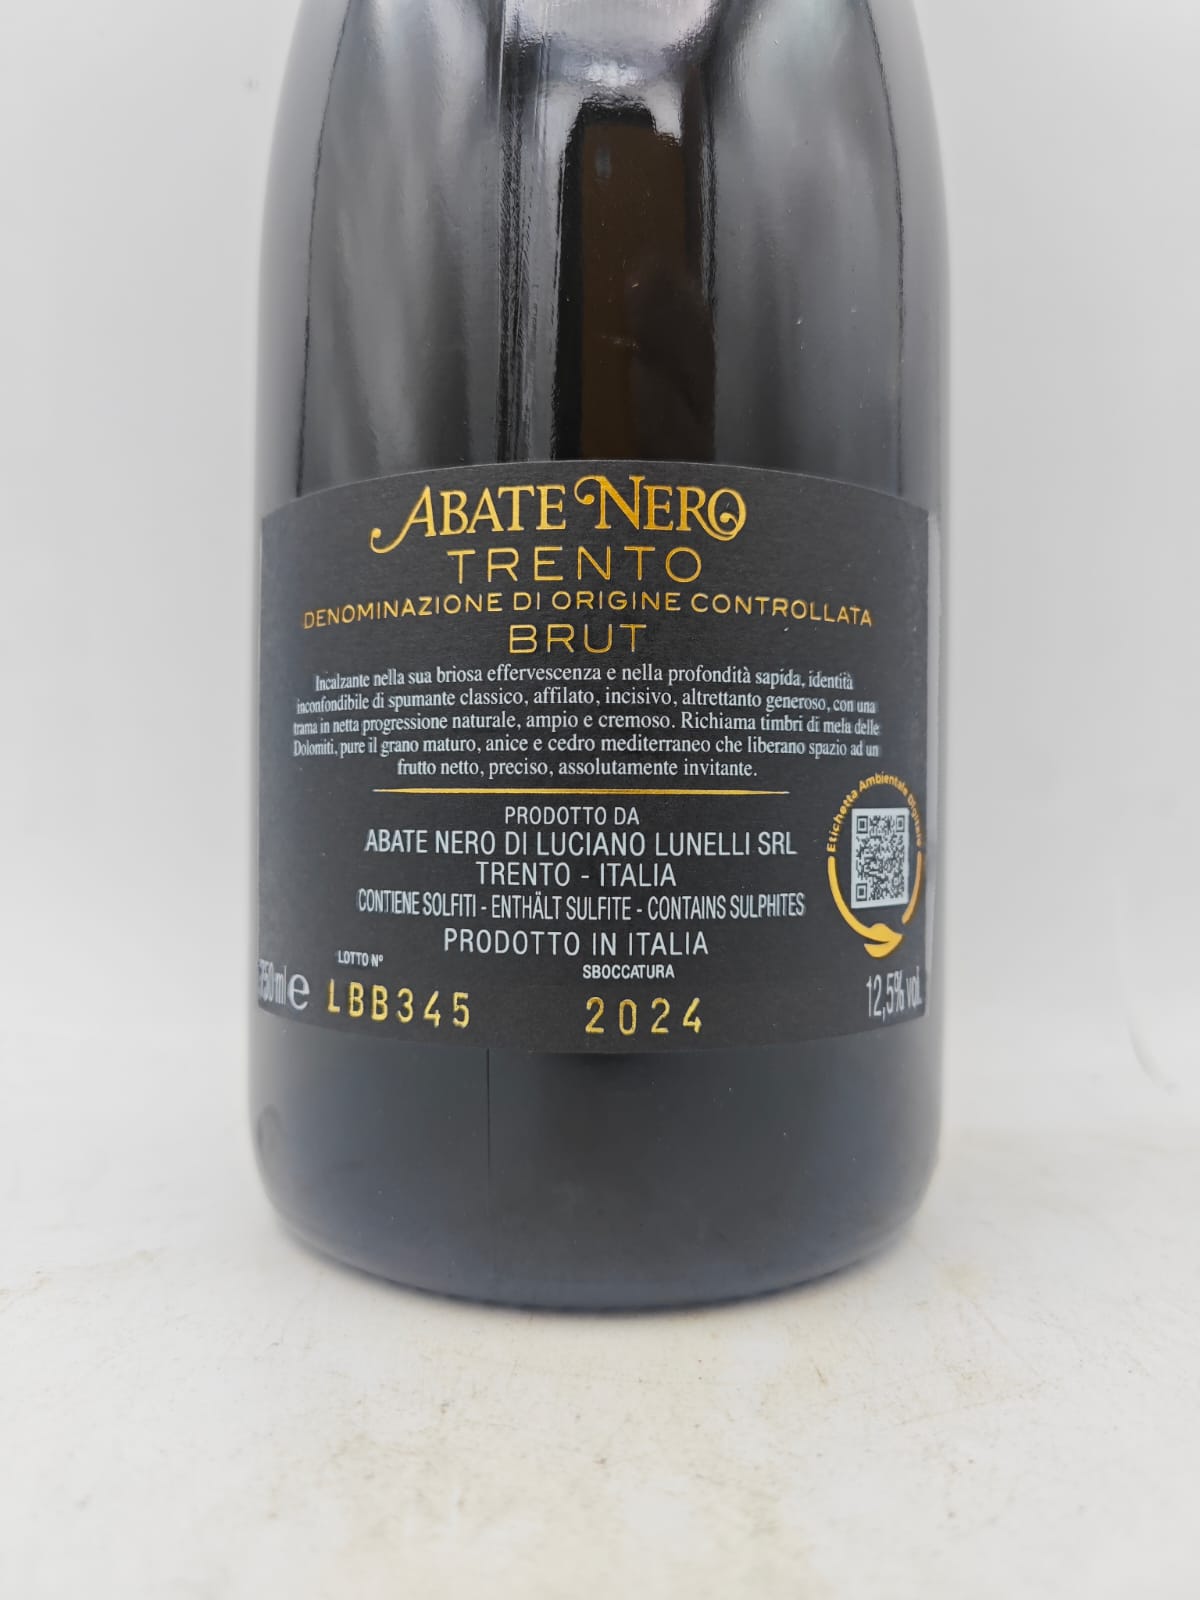 ABATE NERO
TRENTO
DENOMINAZIONE DI ORIGINE CONTROLLATA
BRUT
Incalzante nella sua briosa effervescenza e nella profondità sapida, identità
inconfondibile di spumante classico, affilato, incisivo, altrettanto generoso, con una
trama in netta progressione naturale, ampio e cremoso. Richiama timbri di mela delle
Dolomiti, pure il grano maturo, anice e cedro mediterraneo che liberano spazio ad un
frutto netto, preciso, assolutamente invitante.
Etichetta Ambientale Digitale
PRODOTTO DA
ABATE NERO DI LUCIANO LUNELLI SRL
TRENTO - ITALIA
CONTIENE SOLFITI - ENTHÄLT SULFITE - CONTAINS SULPHITES
PRODOTTO IN ITALIA
LOTTO N°
SBOCCATURA
℮ LBB345 2024 12,5% vol.